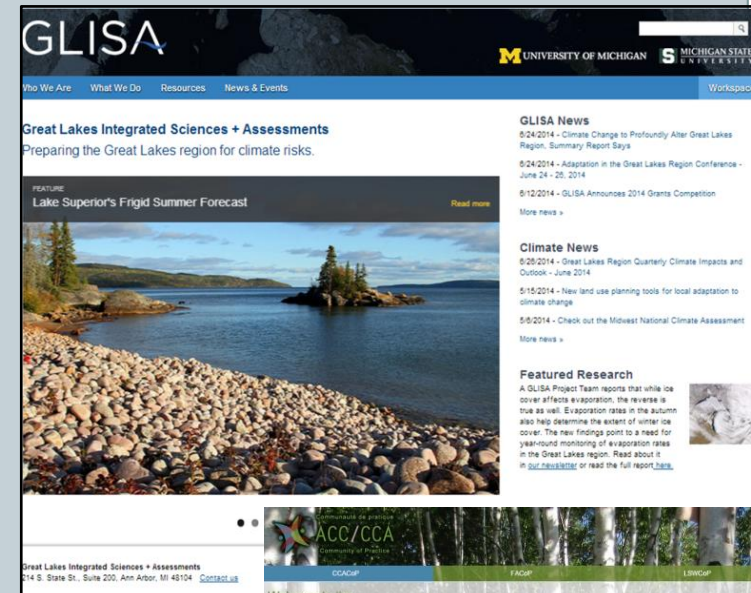 GLISA
UNIVERSITY OF MICHIGAN
S MICHIGAN STATE
UNIVERSITY
Who We Are What We Do Resources News & Events
Workspace
Great Lakes Integrated Sciences + Assessments
Preparing the Great Lakes region for climate risks.
FEATURE
Lake Superior's Frigid Summer Forecast
Read more
GLISA News
6/24/2014 - Climate Change to Profoundly Alter Great Lakes
Region, Summary Report Says
6/24/2014 - Adaptation in the Great Lakes Region Conference -
June 24 - 26, 2014
5/12/2014 - GLISA Announces 2014 Grants Competition
More news »
Climate News
6/26/2014 - Great Lakes Region Quarterly Climate Impacts and
Outlook - June 2014
5/15/2014 - New land use planning tools for local adaptation to
climate change
5/6/2014 - Check out the Midwest National Climate Assessment
More news »
Featured Research
A GLISA Project Team reports that while ice
cover affects evaporation, the reverse is
true as well. Evaporation rates in the autumn
also help determine the extent of winter ice
cover. The new findings point to a need for
year-round monitoring of evaporation rates
in the Great Lakes region. Read about it
in our newsletter or read the full report here.
Great Lakes Integrated Sciences + Assessments
214 S. State St., Suite 200, Ann Arbor, MI 48104 Contact us
Communauté de pratique
ACC/CCA
Community of Practice
CCACoP FACoP LSWCoP